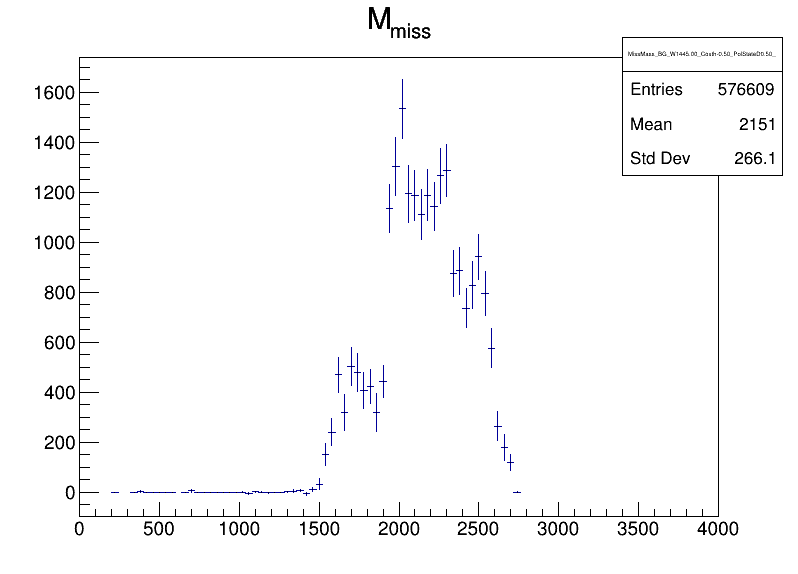 M_miss
MissMass_BG_W1445.00_Costh-0.50_PolStateD0.50_
Entries 576609
Mean 2151
Std Dev 266.1
1600
1400
1200
1000
800
600
400
200
0
0 500 1000 1500 2000 2500 3000 3500 4000